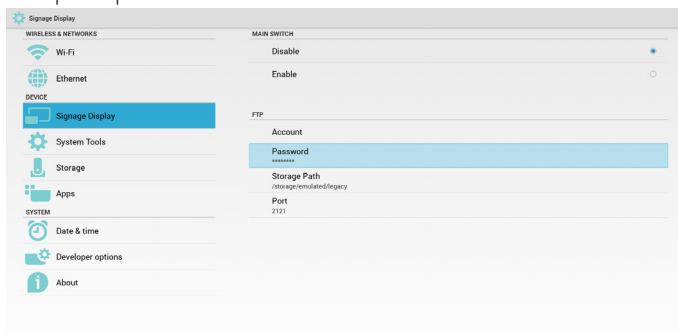 Signage Display
WIRELESS & NETWORKS
Wi-Fi
Ethernet
DEVICE
Signage Display
System Tools
Storage
Apps
SYSTEM
Date & time
Developer options
About
MAIN SWITCH
Disable
Enable
FTP
Account
Password
********
Storage Path
/storage/emulated/legacy
Port
2121